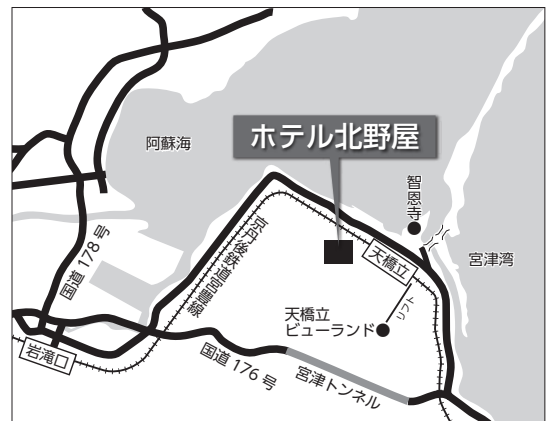 阿蘇海
ホテル北野屋
智恩寺
宮津湾
天橋立
京丹後鉄道宮豊線
国道178号
天橋立
ビューランド
リフト
岩滝口
国道176号
宮津トンネル